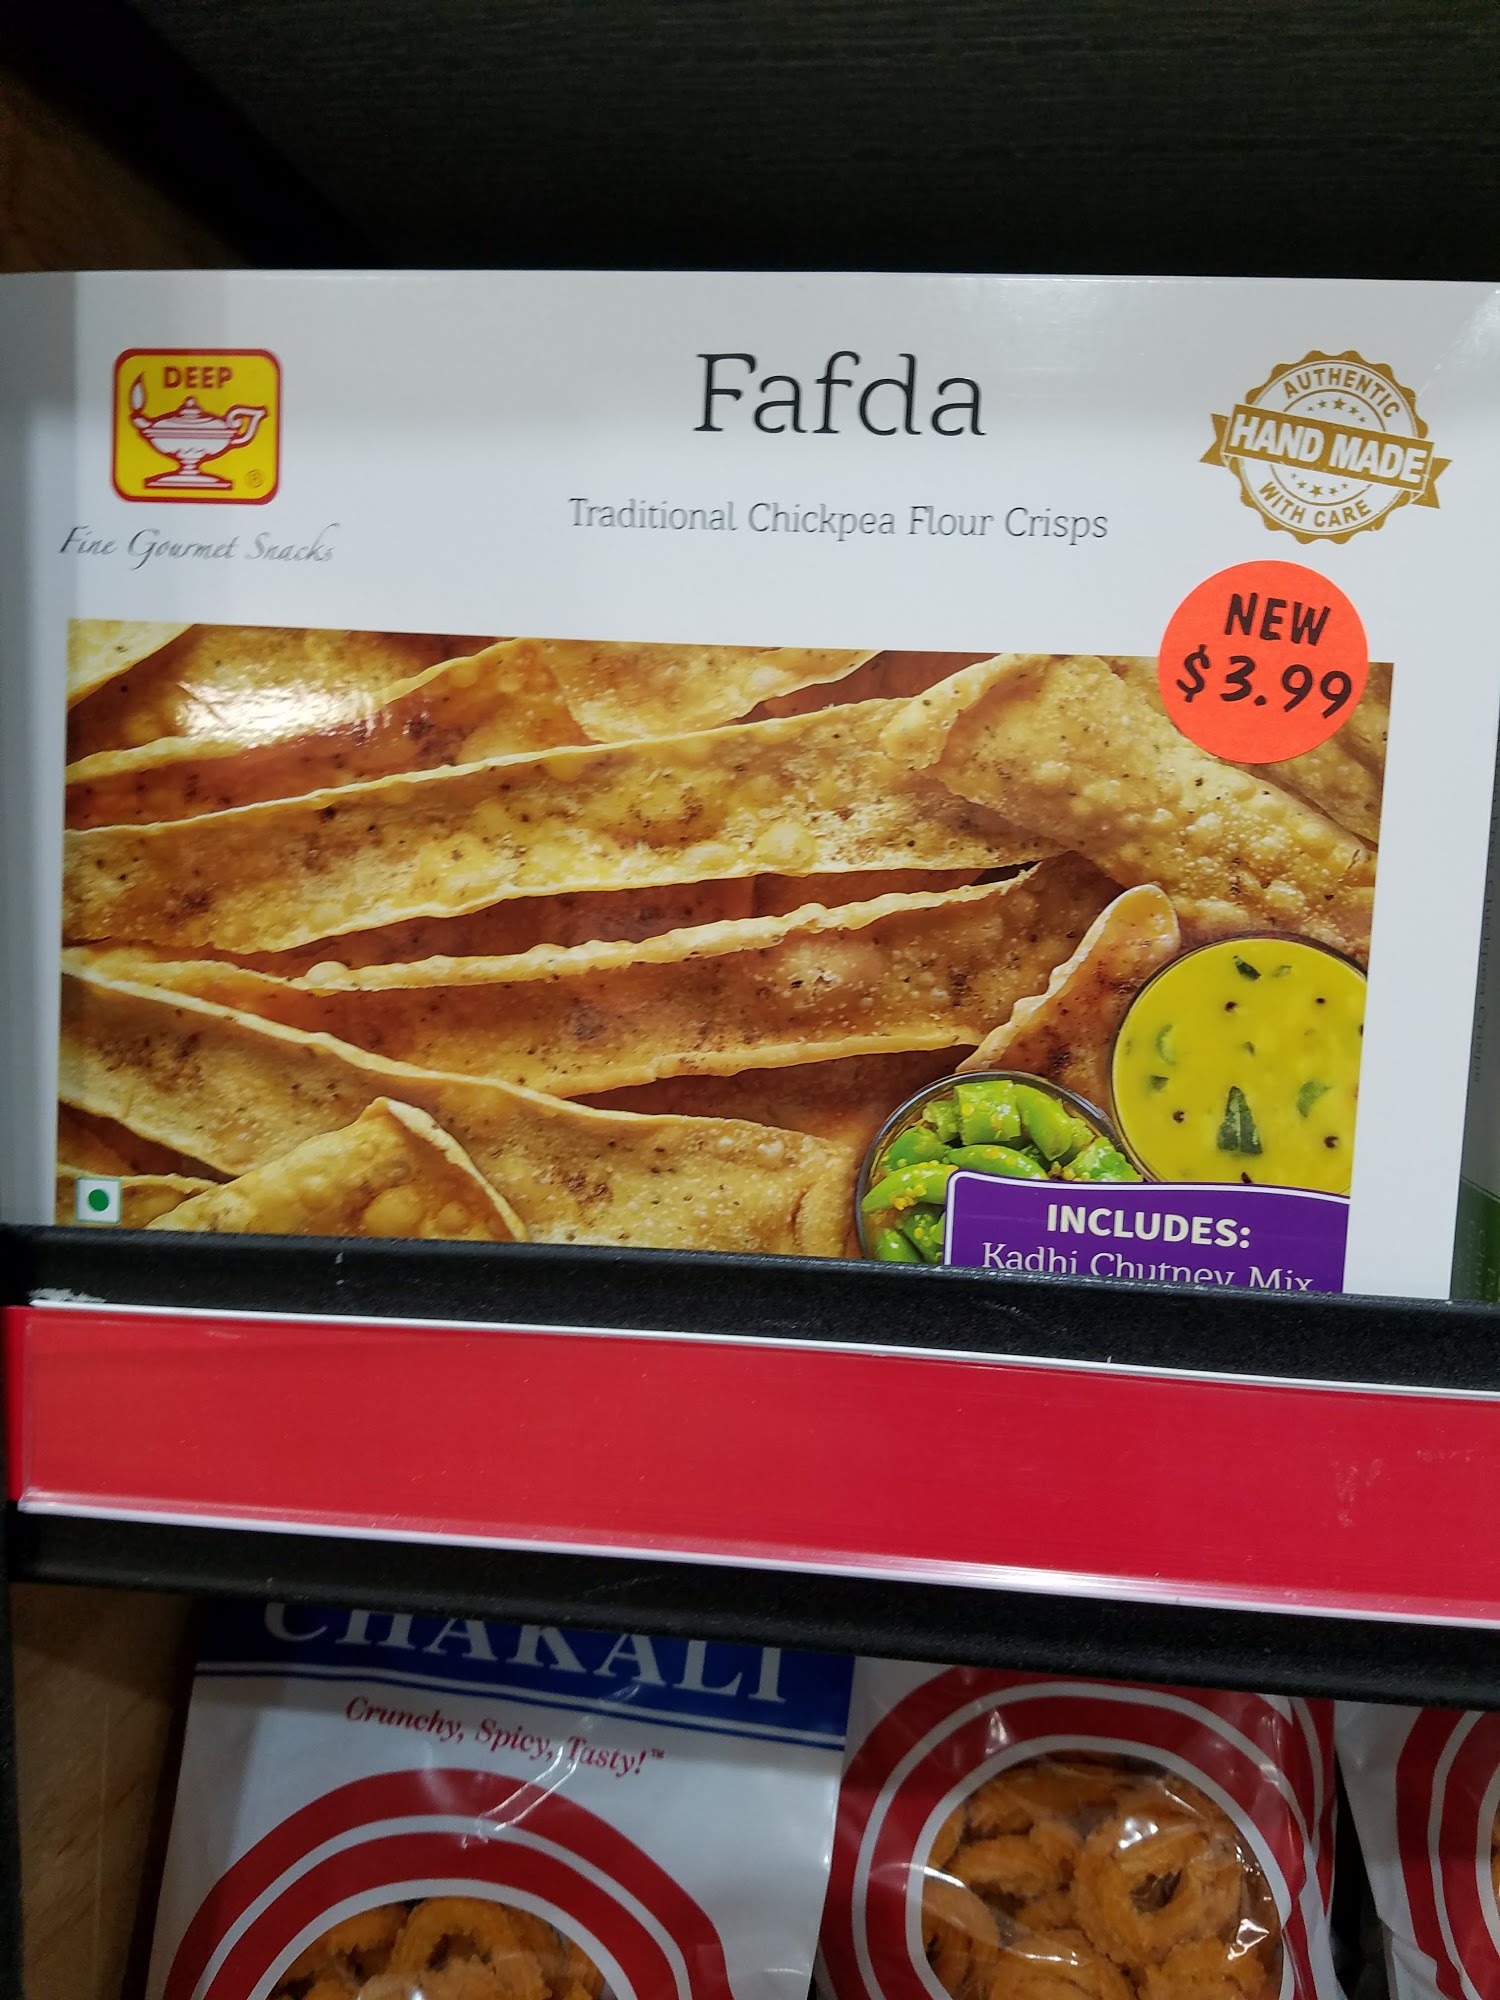 DEEP
®
Fine Gourmet Snacks
Fafda
Traditional Chickpea Flour Crisps
AUTHENTIC
HAND MADE
WITH CARE
NEW
$3.99
INCLUDES:
Kadhi Chutney Mix
CHAKALI
Crunchy, Spicy, Tasty!™